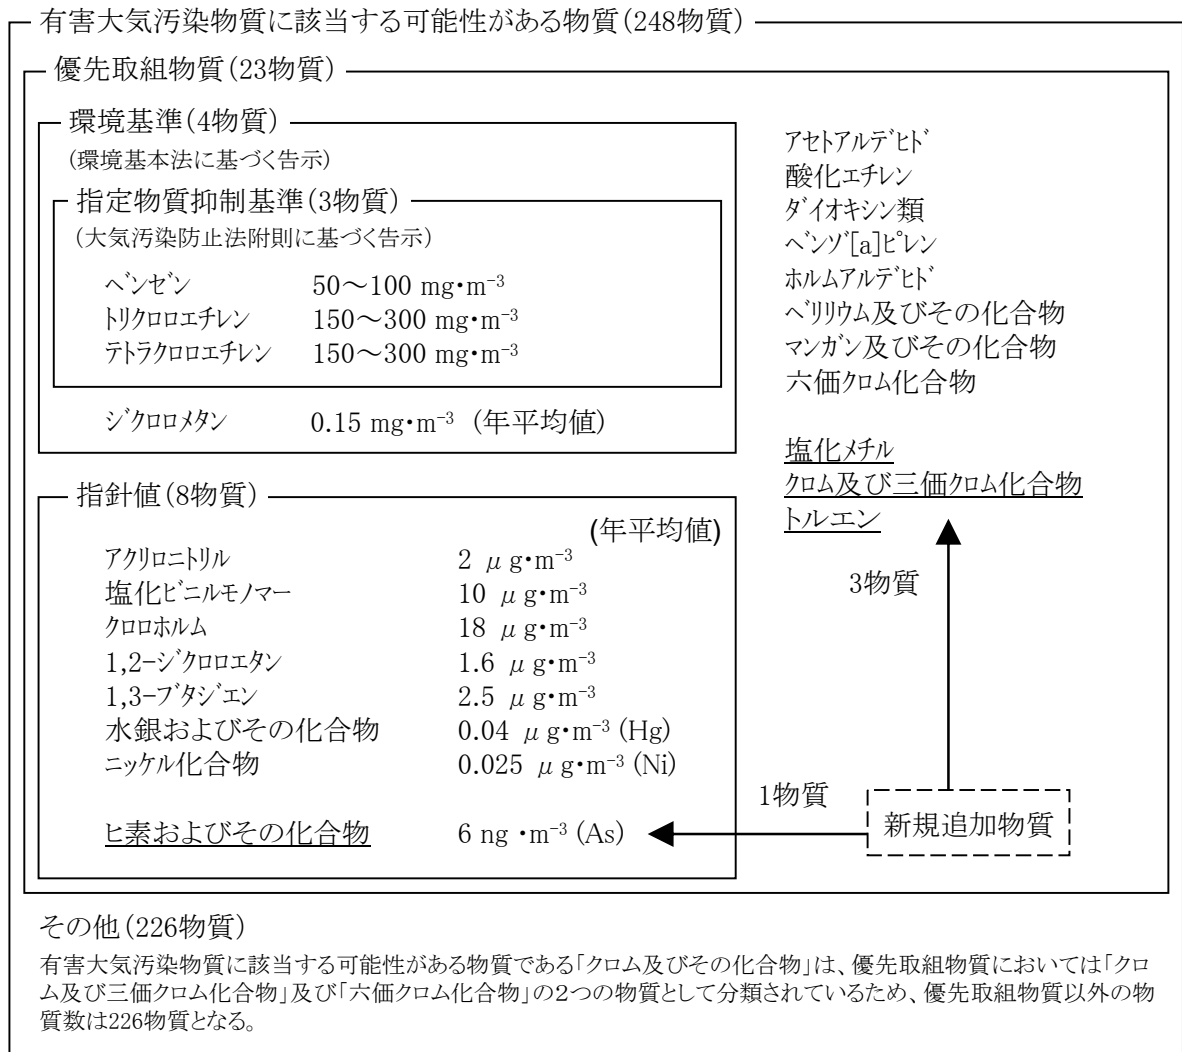 有害大気汚染物質に該当する可能性がある物質(248物質)
優先取組物質(23物質)
環境基準(4物質)
(環境基本法に基づく告示)
指定物質抑制基準(3物質)
(大気汚染防止法附則に基づく告示)
ﾍﾞﾝｾﾞﾝ 50～100 mg･m⁻³
ﾄﾘｸﾛﾛｴﾁﾚﾝ 150～300 mg･m⁻³
ﾃﾄﾗｸﾛﾛｴﾁﾚﾝ 150～300 mg･m⁻³
ｼﾞｸﾛﾛﾒﾀﾝ 0.15 mg･m⁻³ (年平均値)
指針値(8物質)
(年平均値)
ｱｸﾘﾛﾆﾄﾘﾙ 2 μg･m⁻³
塩化ﾋﾞﾆﾙﾓﾉﾏｰ 10 μg･m⁻³
ｸﾛﾛﾎﾙﾑ 18 μg･m⁻³
1,2-ｼﾞｸﾛﾛｴﾀﾝ 1.6 μg･m⁻³
1,3-ﾌﾞﾀｼﾞｴﾝ 2.5 μg･m⁻³
水銀およびその化合物 0.04 μg･m⁻³ (Hg)
ﾆｯｹﾙ化合物 0.025 μg･m⁻³ (Ni)
ヒ素およびその化合物 6 ng ･m⁻³ (As)
ｱｾﾄｱﾙﾃﾞﾋﾄﾞ
酸化ｴﾁﾚﾝ
ﾀﾞｲｵｷｼﾝ類
ﾍﾞﾝｿﾞ[a]ﾋﾟﾚﾝ
ﾎﾙﾑｱﾙﾃﾞﾋﾄﾞ
ﾍﾞﾘﾘｳﾑ及びその化合物
ﾏﾝｶﾞﾝ及びその化合物
六価ｸﾛﾑ化合物
塩化ﾒﾁﾙ
ｸﾛﾑ及び三価ｸﾛﾑ化合物
トルエン
3物質
1物質
新規追加物質
その他(226物質)
有害大気汚染物質に該当する可能性がある物質である「クロム及びその化合物」は、優先取組物質においては「クロ
ム及び三価クロム化合物」及び「六価クロム化合物」の２つの物質として分類されているため、優先取組物質以外の物
質数は226物質となる。